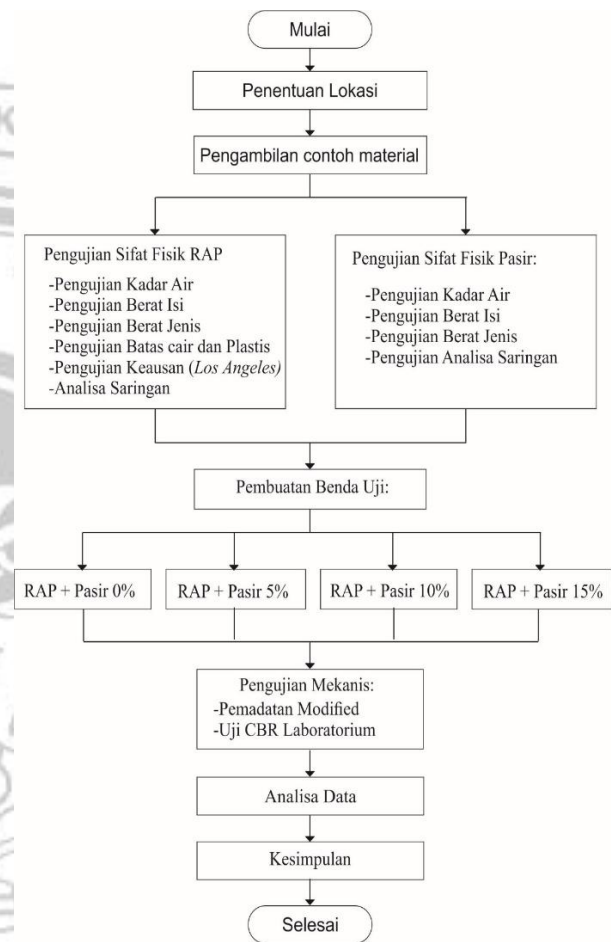 Mulai
Penentuan Lokasi
Pengambilan contoh material
Pengujian Sifat Fisik RAP
-Pengujian Kadar Air
-Pengujian Berat Isi
-Pengujian Berat Jenis
-Pengujian Batas cair dan Plastis
-Pengujian Keausan (Los Angeles)
-Analisa Saringan
Pengujian Sifat Fisik Pasir:
-Pengujian Kadar Air
-Pengujian Berat Isi
-Pengujian Berat Jenis
-Pengujian Analisa Saringan
Pembuatan Benda Uji:
RAP + Pasir 0%
RAP + Pasir 5%
RAP + Pasir 10%
RAP + Pasir 15%
Pengujian Mekanis:
-Pemadatan Modified
-Uji CBR Laboratorium
Analisa Data
Kesimpulan
Selesai